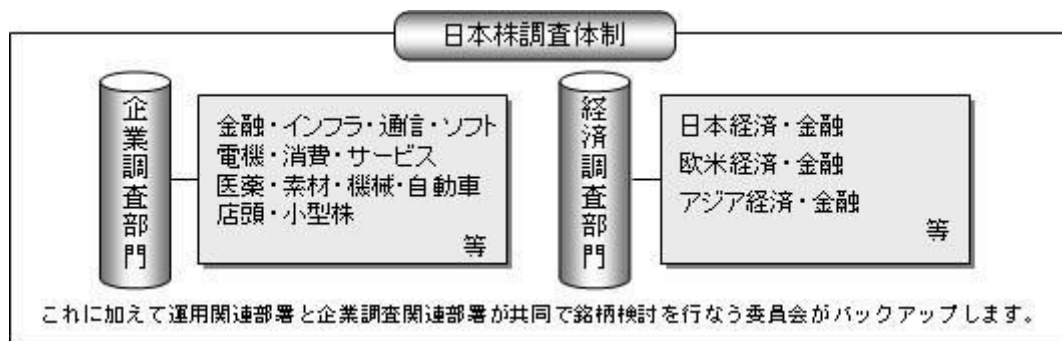 日本株調査体制
企業調査部門
金融・インフラ・通信・ソフト
電機・消費・サービス
医薬・素材・機械・自動車
店頭・小型株
等
経済調査部門
日本経済・金融
欧米経済・金融
アジア経済・金融
等
これに加えて運用関連部署と企業調査関連部署が共同で銘柄検討を行なう委員会がバックアップします。